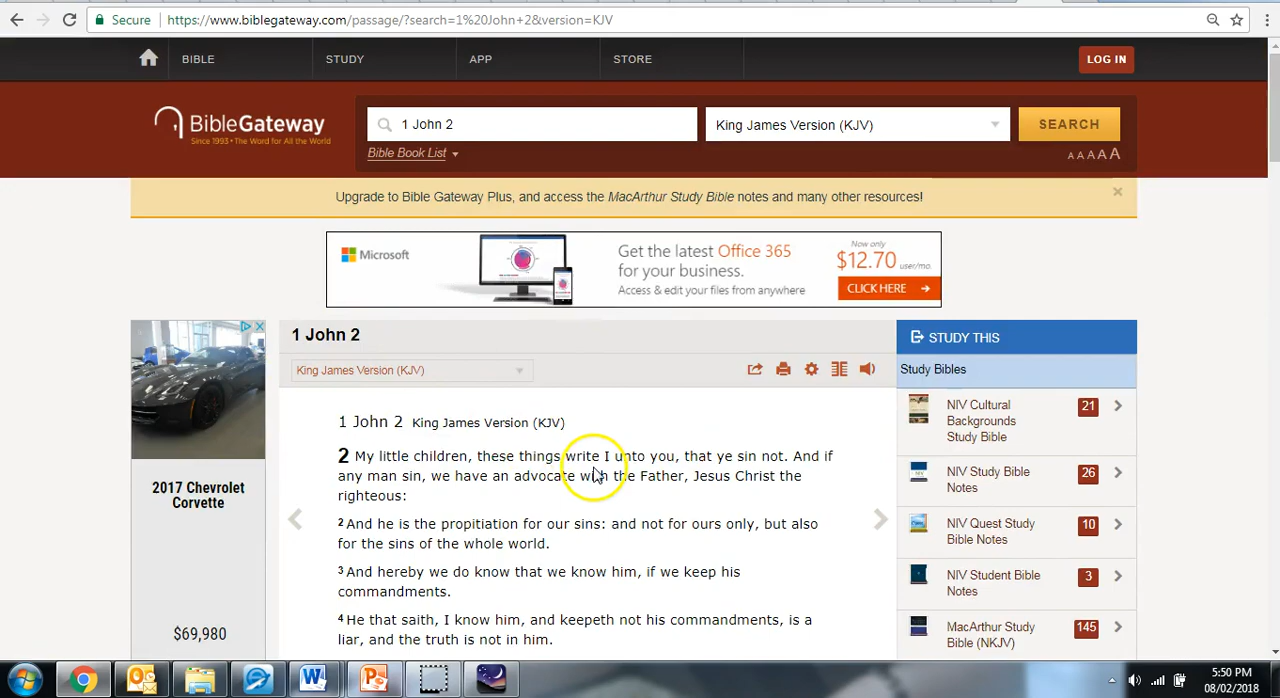 Secure
https://www.biblegateway.com/passage/?search=1%20John+2&version=KJV
BIBLE
STUDY
APP
STORE
LOG IN
BibleGateway
Since 1993 • The Word for All the World
1 John 2
King James Version (KJV)
SEARCH
Bible Book List
A A A A A
Upgrade to Bible Gateway Plus, and access the MacArthur Study Bible notes and many other resources!
Microsoft
Get the latest Office 365
for your business.
Access & edit your files from anywhere
Now only
$12.70 user/mo.
CLICK HERE
1 John 2
STUDY THIS
King James Version (KJV)
Study Bibles
1 John 2 King James Version (KJV)
2 My little children, these things write I unto you, that ye sin not. And if
any man sin, we have an advocate with the Father, Jesus Christ the
righteous:
2 And he is the propitiation for our sins: and not for ours only, but also
for the sins of the whole world.
3 And hereby we do know that we know him, if we keep his
commandments.
4 He that saith, I know him, and keepeth not his commandments, is a
liar, and the truth is not in him.
2017 Chevrolet
Corvette
$69,980
NIV Cultural
Backgrounds
Study Bible
21
NIV Study Bible
Notes
26
NIV Quest Study
Bible Notes
10
NIV Student Bible
Notes
3
MacArthur Study
Bible (NKJV)
145
5:50 PM
08/02/2018